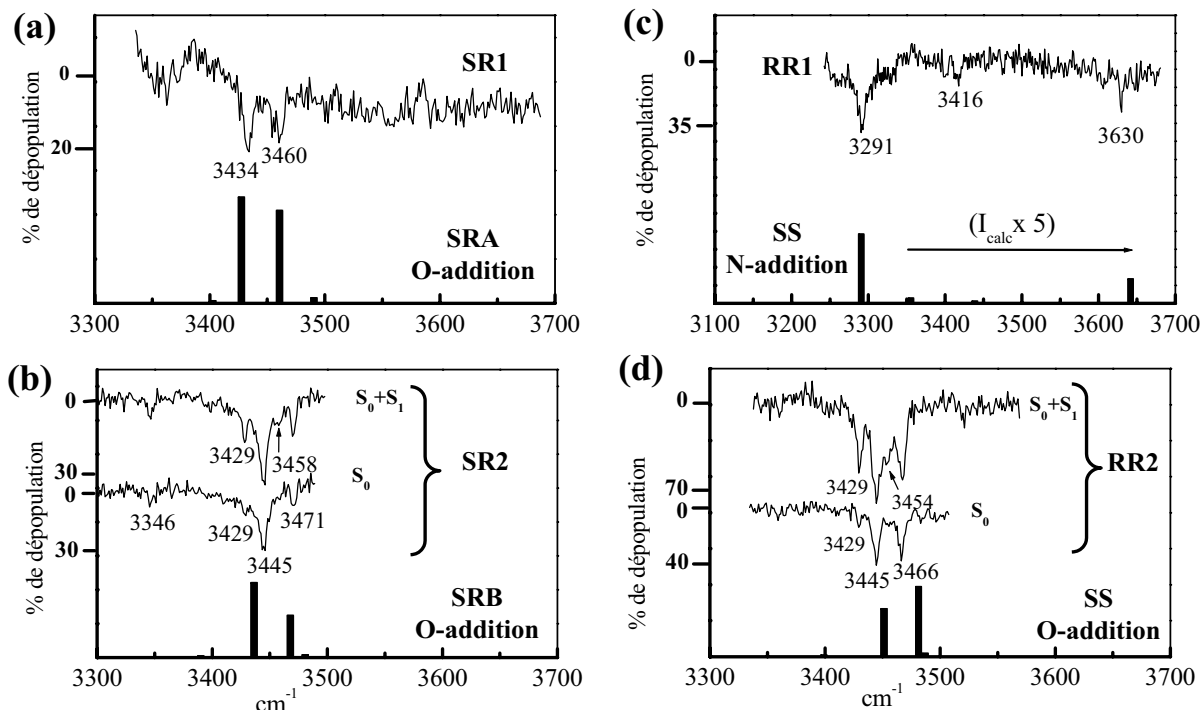 (a)
SR1
% de dépopulation
0
20
3434
3460
SRA
O-addition
3300 3400 3500 3600 3700
(c)
RR1
% de dépopulation
0
35
3291
3416
3630
(I calc x 5)
SS
N-addition
3100 3200 3300 3400 3500 3600 3700
(b)
% de dépopulation
0
30
0
30
S0+S1
3429
3458
S0
SR2
3346
3429
3471
3445
SRB
O-addition
3300 3400 3500 3600 3700
cm-1
(d)
% de dépopulation
0
70
0
40
S0+S1
3429
3454
RR2
S0
3429
3445
3466
SS
O-addition
3300 3400 3500 3600 3700
cm-1